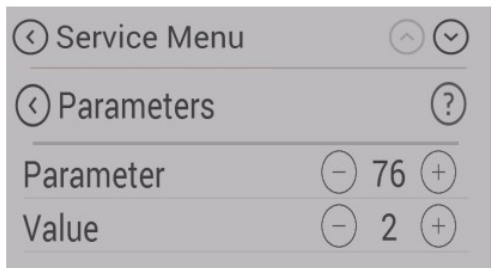 Service Menu
Parameters ?
Parameter - 76 +
Value - 2 +